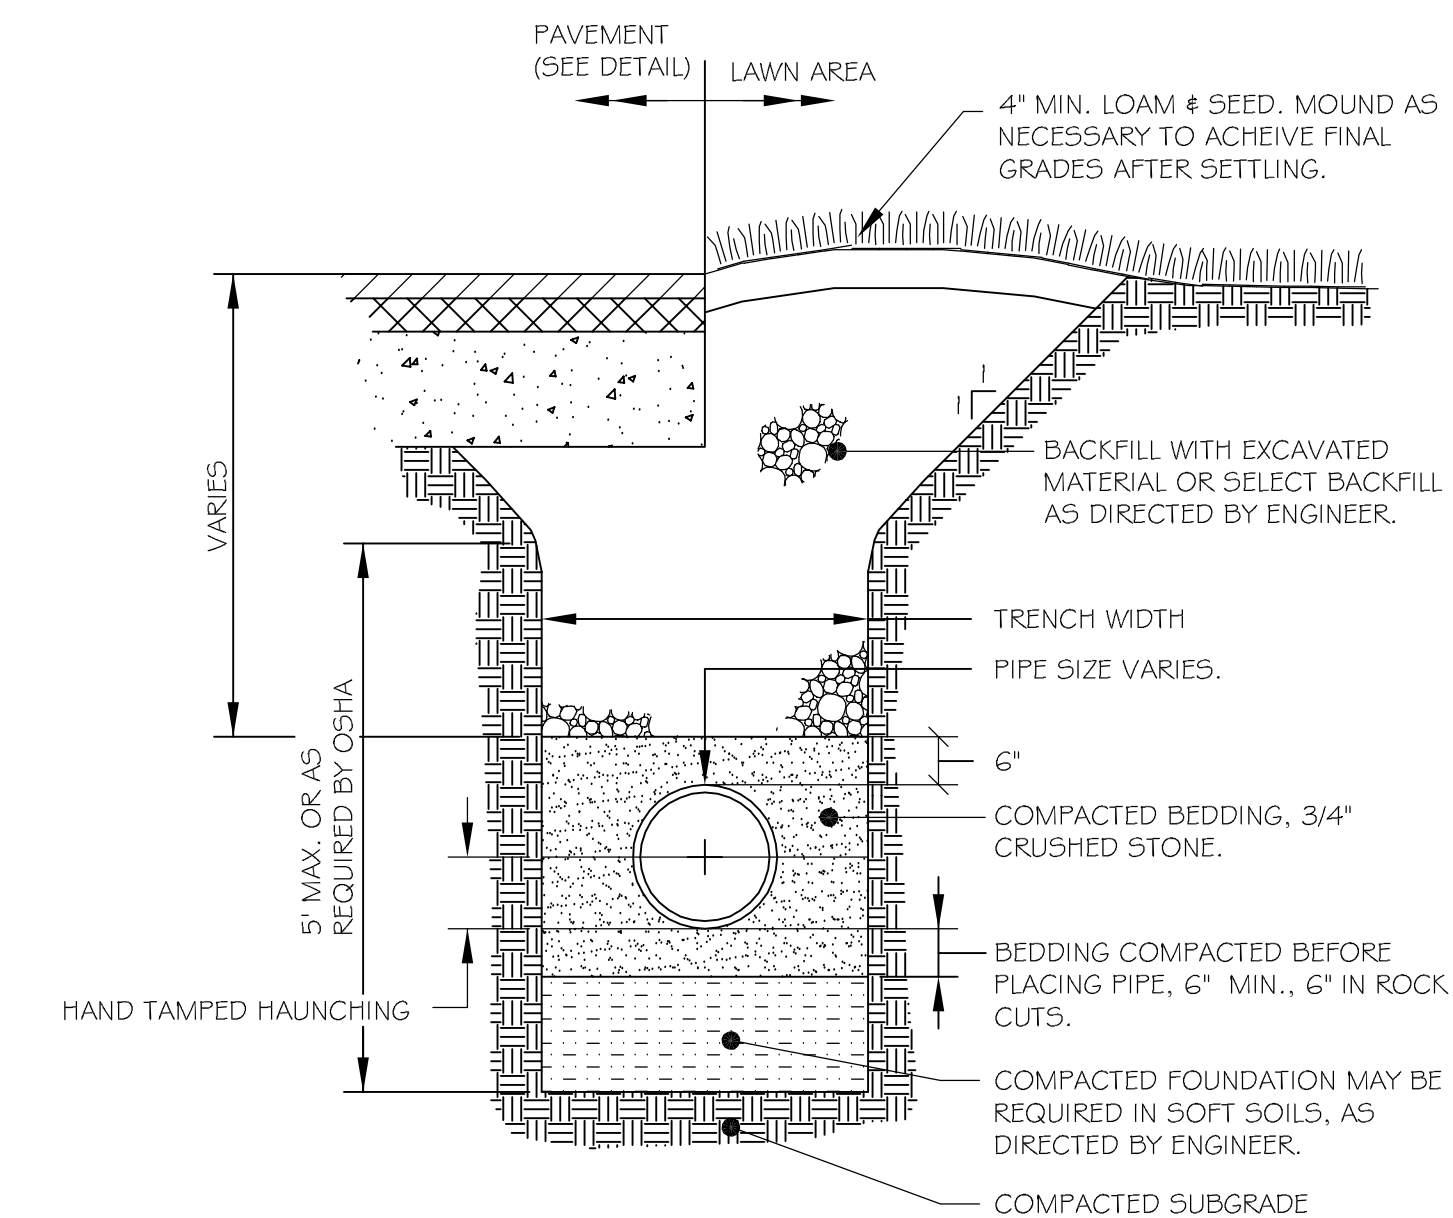 PAVEMENT
(SEE DETAIL)
LAWN AREA
4" MIN. LOAM & SEED. MOUND AS
NECESSARY TO ACHEIVE FINAL
GRADES AFTER SETTLING.
1
1
BACKFILL WITH EXCAVATED
MATERIAL OR SELECT BACKFILL
AS DIRECTED BY ENGINEER.
VARIES
TRENCH WIDTH
PIPE SIZE VARIES.
5' MAX. OR AS
REQUIRED BY OSHA
6"
COMPACTED BEDDING, 3/4"
CRUSHED STONE.
BEDDING COMPACTED BEFORE
PLACING PIPE, 6" MIN., 6" IN ROCK
CUTS.
HAND TAMPED HAUNCHING
COMPACTED FOUNDATION MAY BE
REQUIRED IN SOFT SOILS, AS
DIRECTED BY ENGINEER.
COMPACTED SUBGRADE